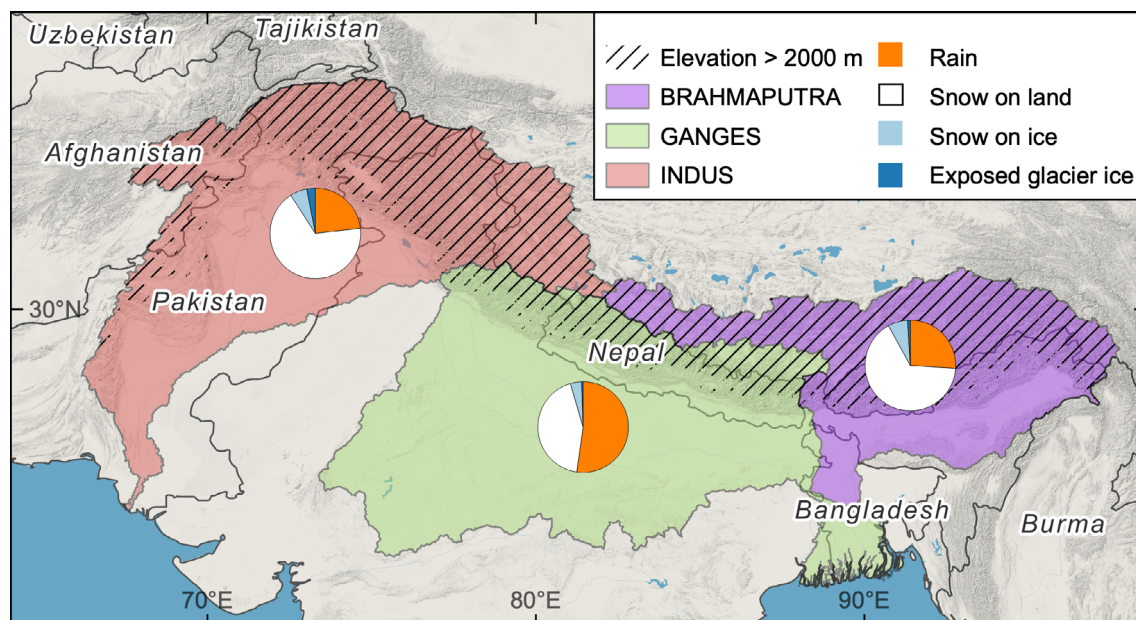 Uzbekistan
Tajikistan
Afghanistan
Pakistan
Nepal
Bangladesh
Burma
Elevation > 2000 m
BRAHMAPUTRA
GANGES
INDUS
Rain
Snow on land
Snow on ice
Exposed glacier ice
30°N
70°E
80°E
90°E